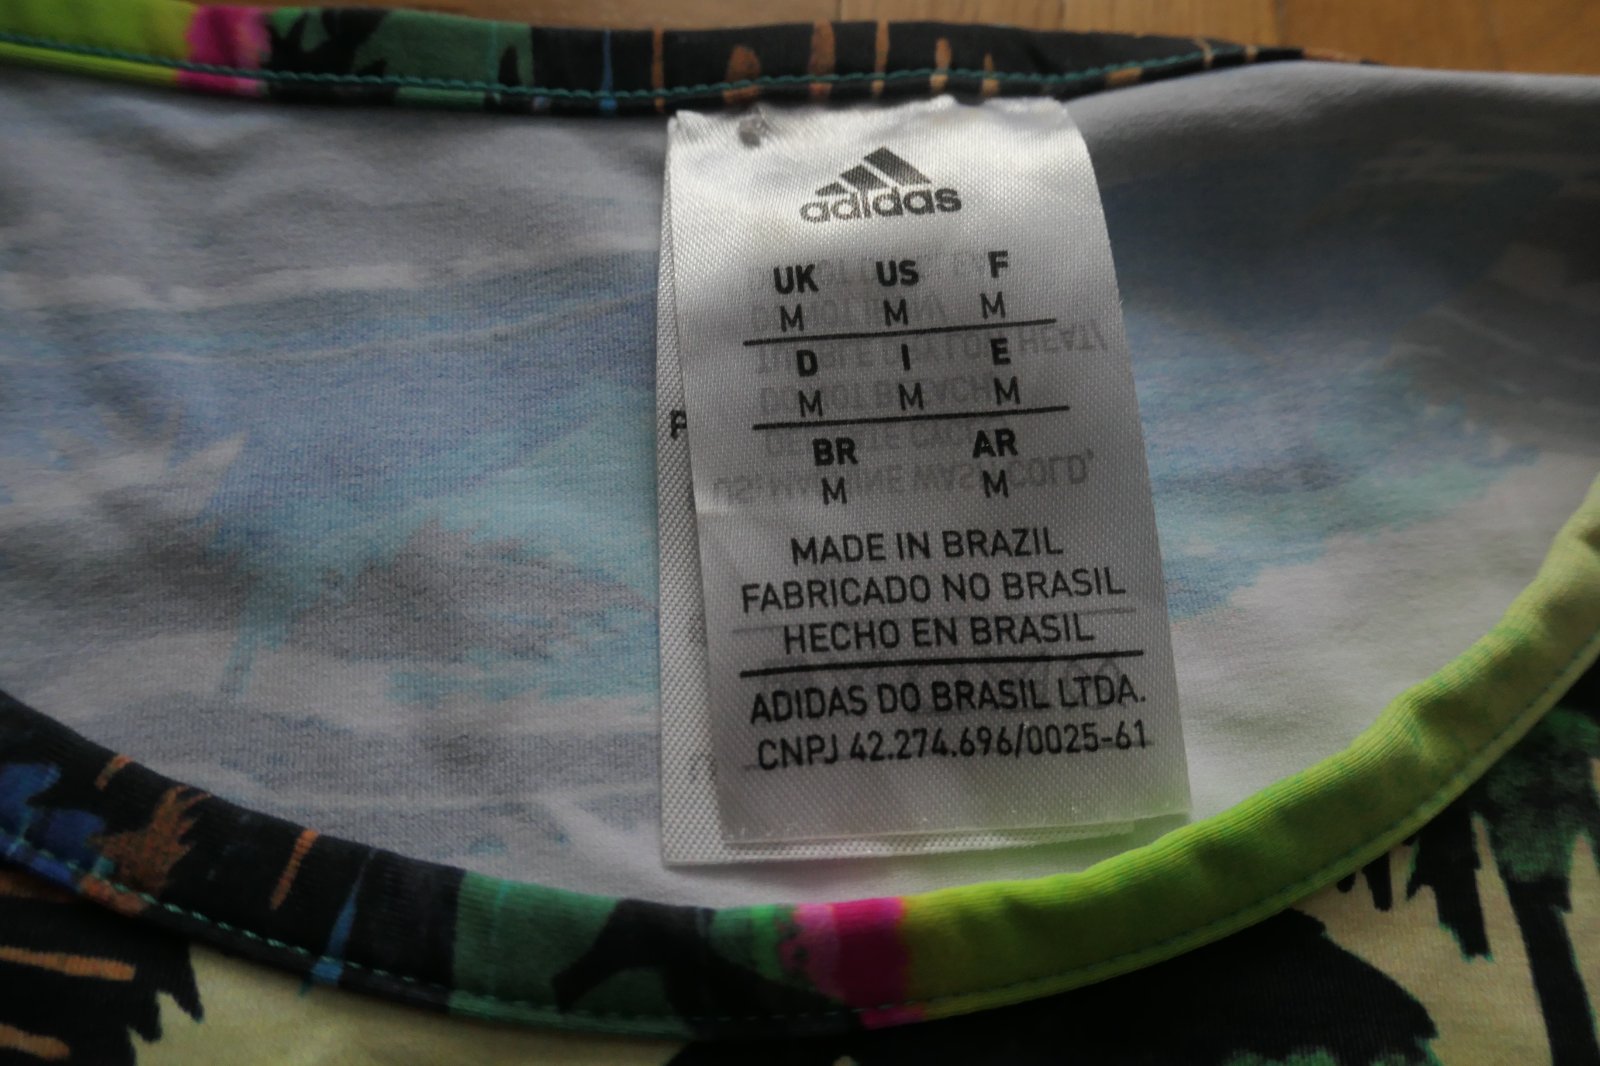 adidas
UK US F
M M M
D I E
M M M
BR AR
M M
MADE IN BRAZIL
FABRICADO NO BRASIL
HECHO EN BRASIL
ADIDAS DO BRASIL LTDA.
CNPJ 42.274.696/0025-61